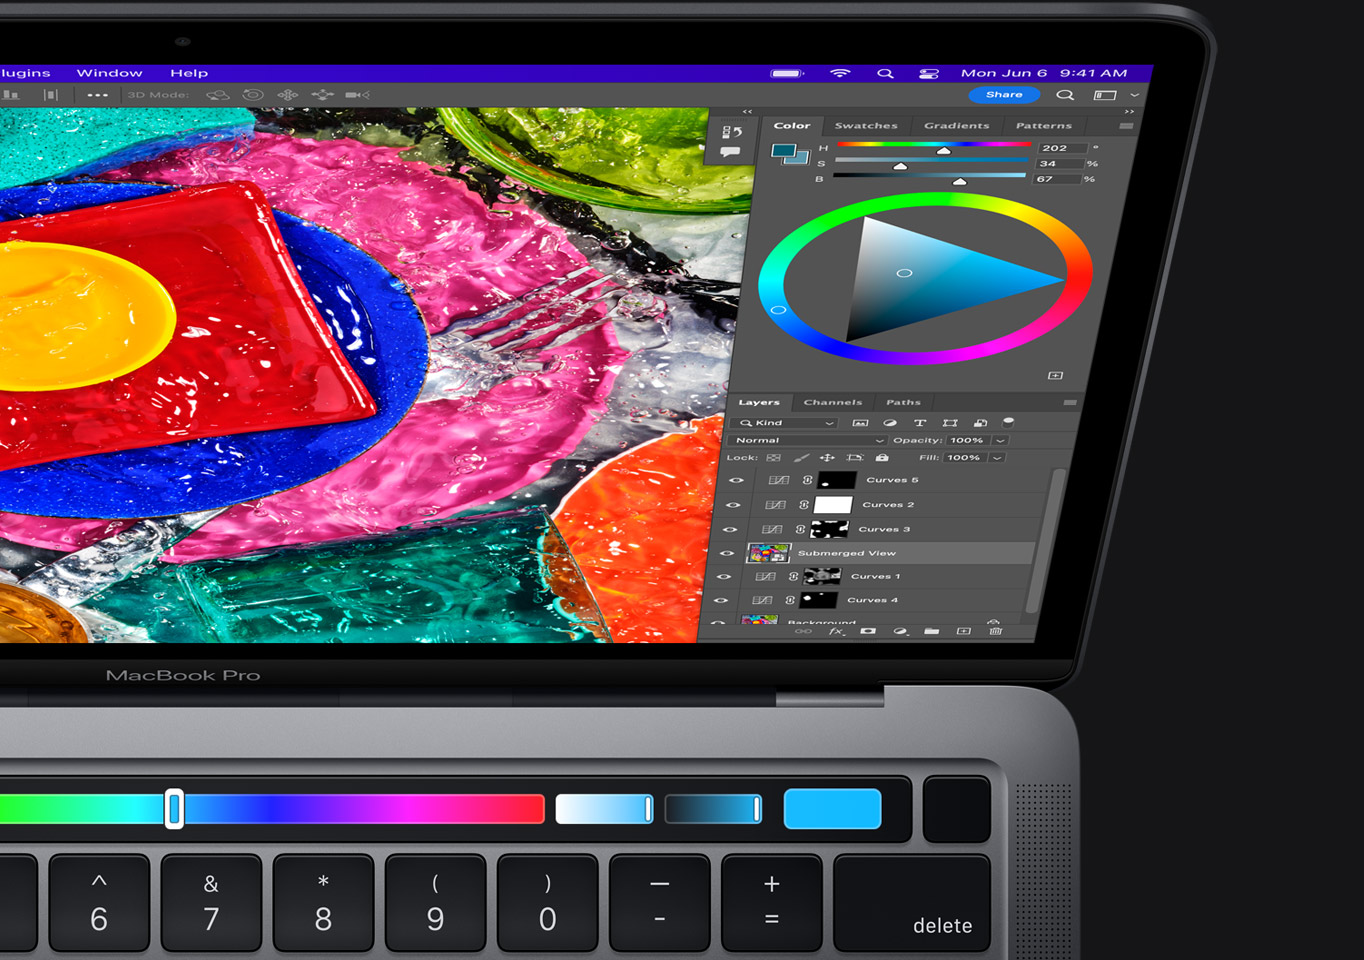 lugins Window Help Mon Jun 6 9:41 AM
3D Mode: Share
Color Swatches Gradients Patterns
H 202 °
S 34 %
B 67 %
Layers Channels Paths
Kind
Normal Opacity: 100%
Lock: Fill: 100%
Curves 5
Curves 2
Curves 3
Submerged View
Curves 1
Curves 4
Background
fx
MacBook Pro
^ & * ( ) — +
6 7 8 9 0 - =
delete